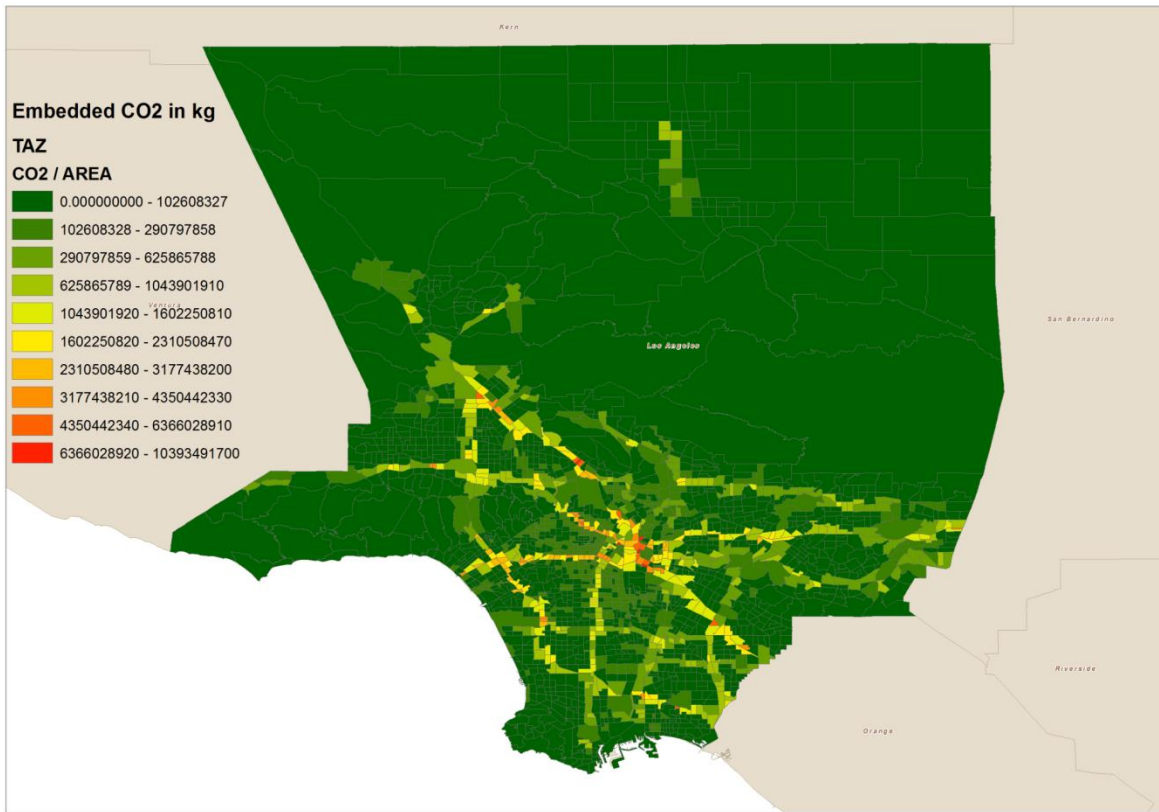 Kern
Embedded CO2 in kg
TAZ
CO2 / AREA
0.000000000 - 102608327
102608328 - 290797858
290797859 - 625865788
625865789 - 1043901910
1043901920 - 1602250810
1602250820 - 2310508470
2310508480 - 3177438200
3177438210 - 4350442330
4350442340 - 6366028910
6366028920 - 10393491700
Ventura
San Bernardino
Los Angeles
Riverside
Orange